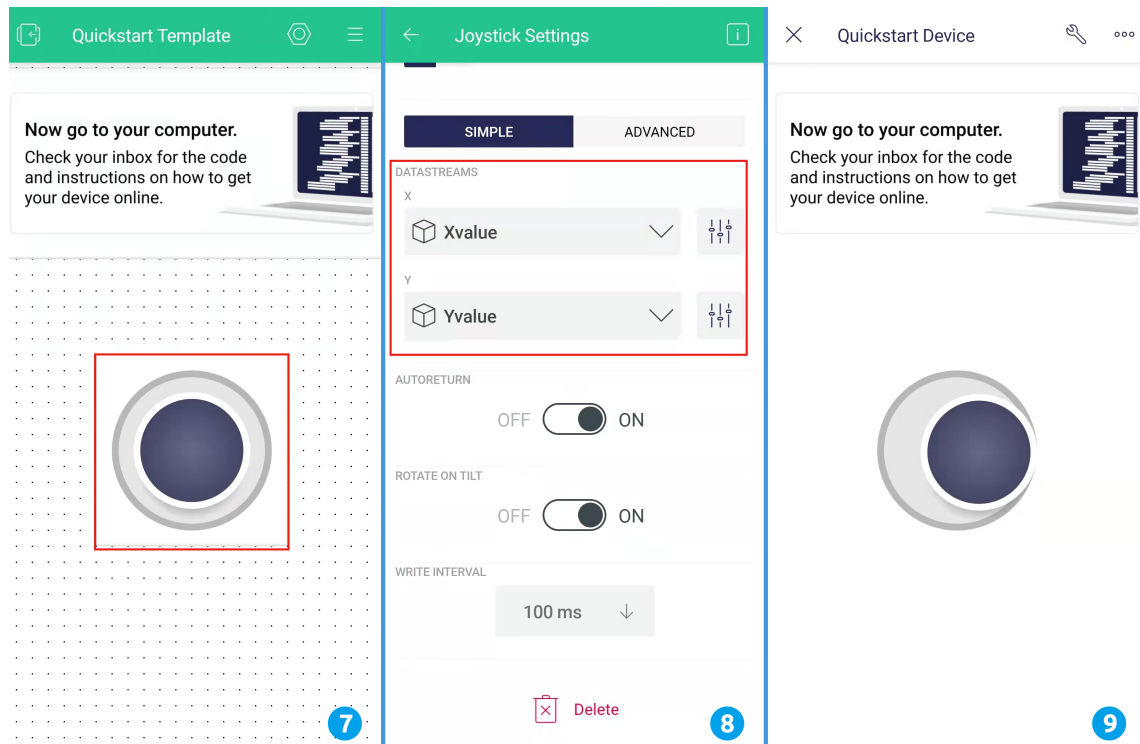 Quickstart Template
Now go to your computer.
Check your inbox for the code
and instructions on how to get
your device online.
7
Joystick Settings
i
SIMPLE
ADVANCED
DATASTREAMS
X
Xvalue
Y
Yvalue
AUTORETURN
OFF
ON
ROTATE ON TILT
OFF
ON
WRITE INTERVAL
100 ms
Delete
8
Quickstart Device
Now go to your computer.
Check your inbox for the code
and instructions on how to get
your device online.
9